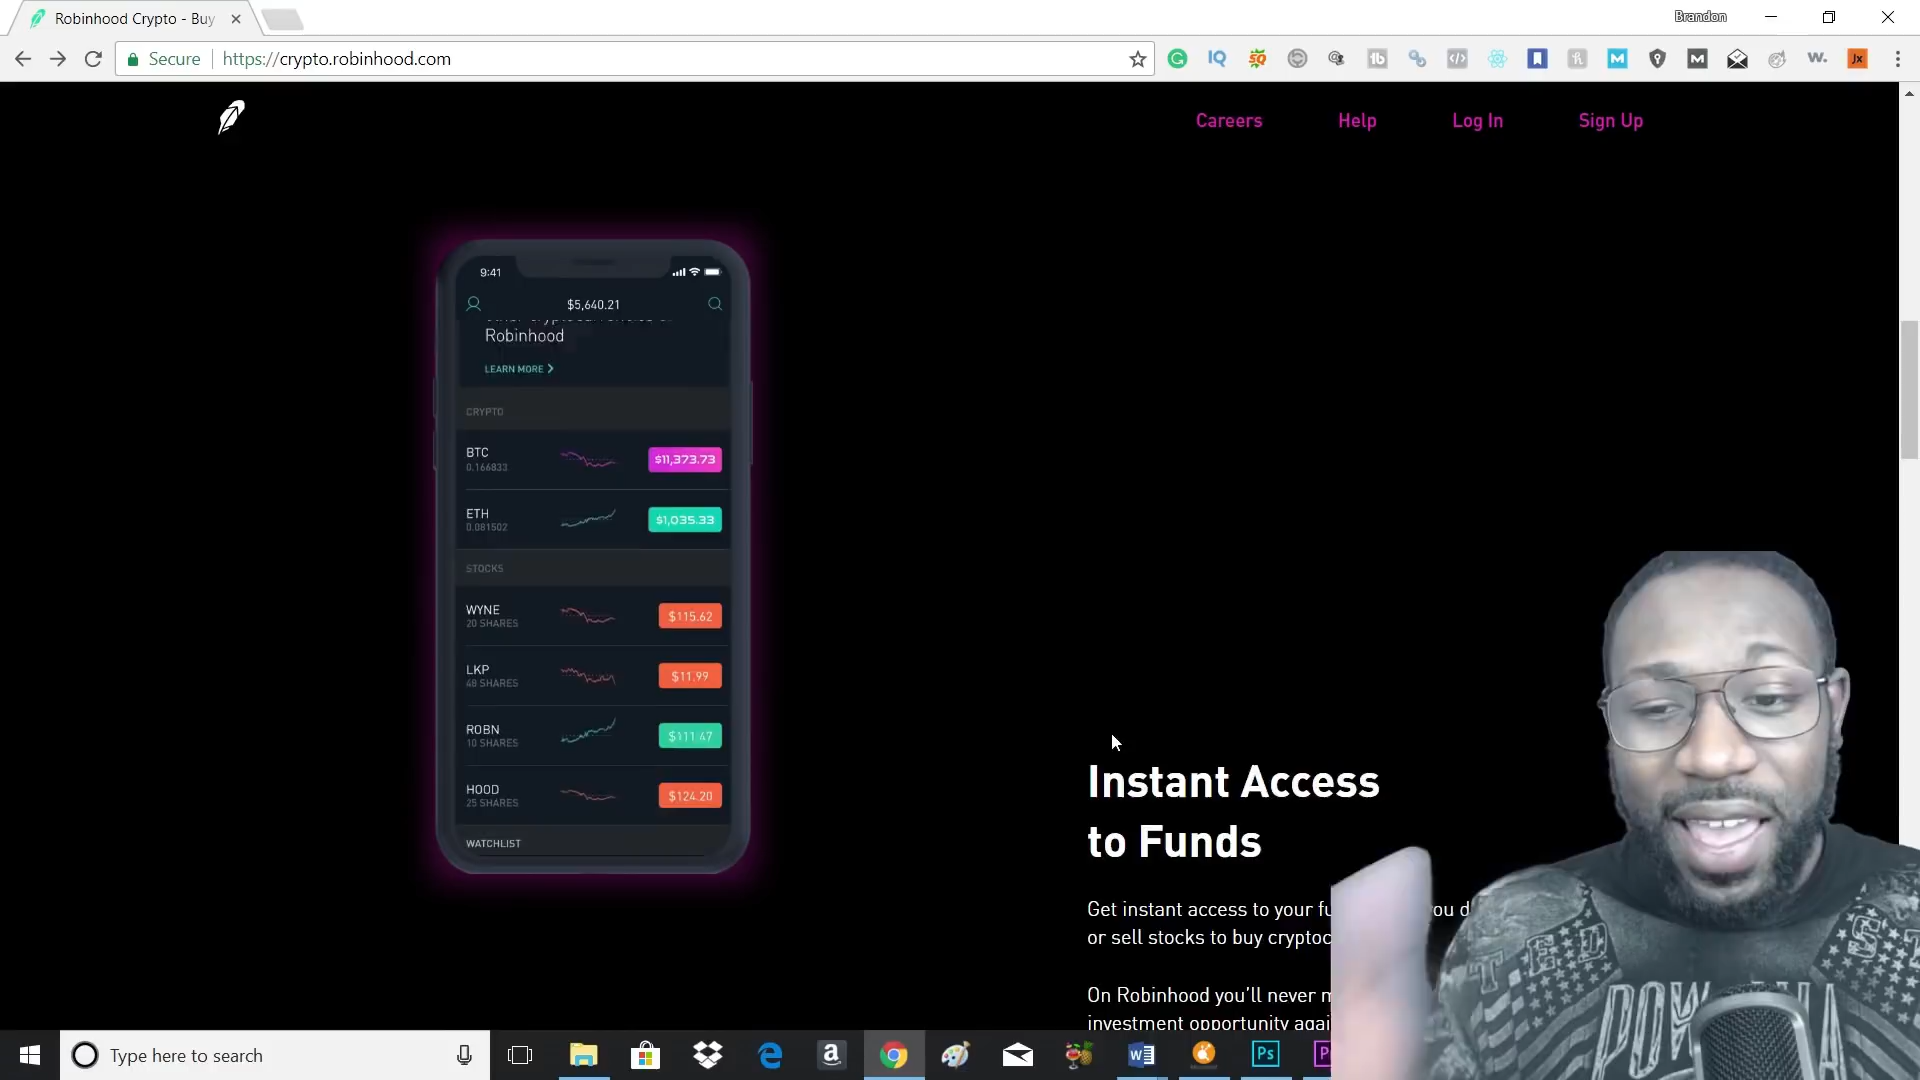 Robinhood Crypto - Buy
Brandon
Secure
https://crypto.robinhood.com
Careers
Help
Log In
Sign Up
9:41
$5,640.21
Robinhood
LEARN MORE
CRYPTO
BTC
0.166833
$11,373.73
ETH
0.081502
$1,035.33
STOCKS
WYNE
20 SHARES
$115.62
LKP
48 SHARES
$11.99
ROBN
10 SHARES
$111.47
HOOD
25 SHARES
$124.20
WATCHLIST
Instant Access
to Funds
Get instant access to your
or sell stocks to buy
On Robinhood you'll never
investment opportunity
Type here to search